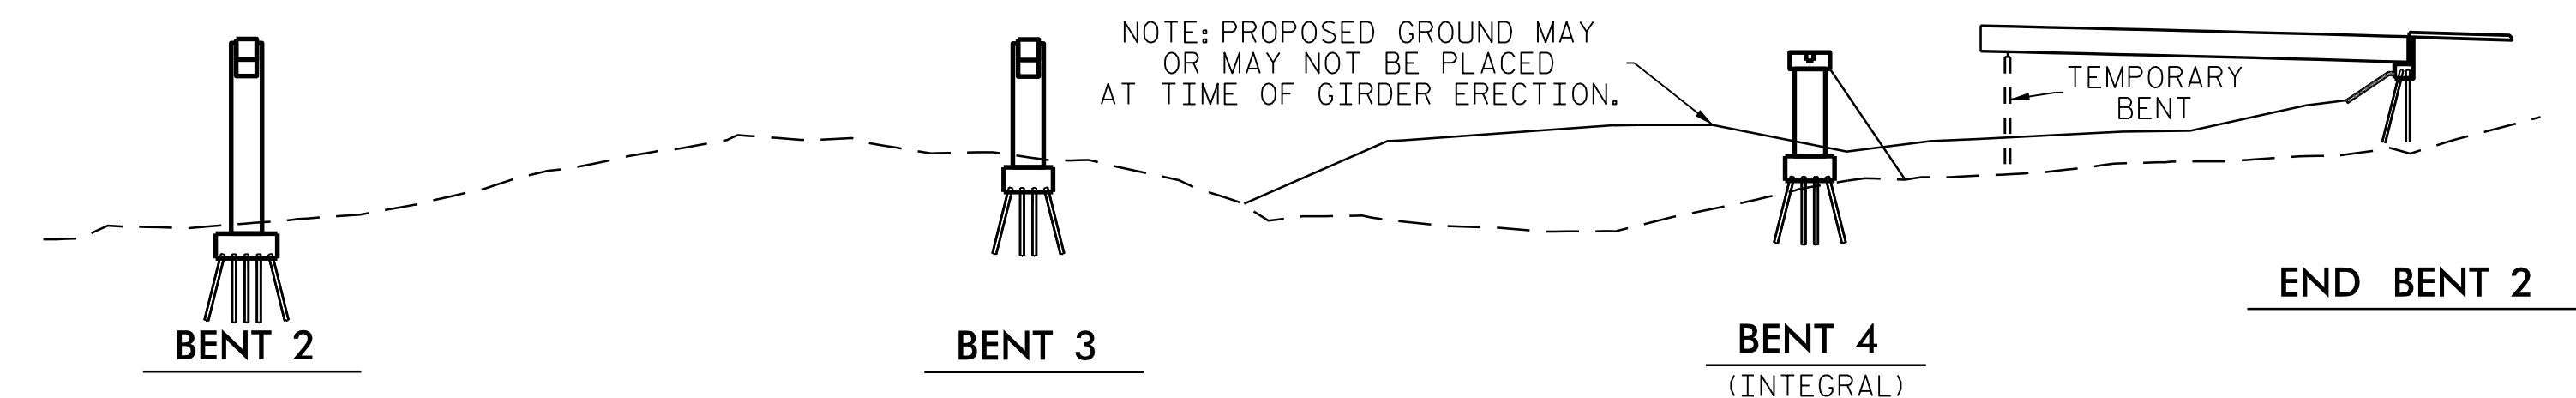 NOTE: PROPOSED GROUND MAY
OR MAY NOT BE PLACED
AT TIME OF GIRDER ERECTION.
TEMPORARY
BENT
BENT 2
BENT 3
BENT 4
(INTEGRAL)
END BENT 2